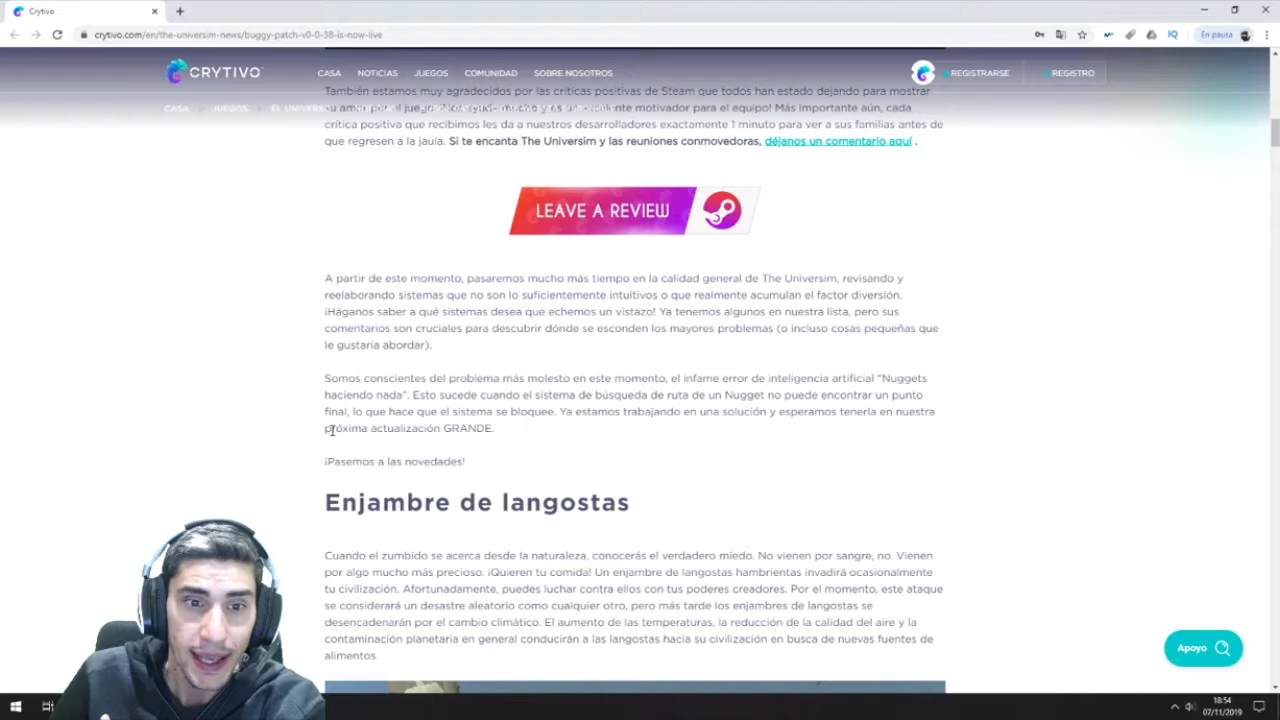 Crytivo
crytivo.com/en/the-universim-news/buggy-patch-v0-0-38-is-now-live
En pausa
CRYTIVO
CASA NOTICIAS JUEGOS COMUNIDAD SOBRE NOSOTROS
REGISTRARSE REGISTRO
También estamos muy agradecidos por las críticas positivas de Steam que todos han estado dejando para mostrar
CASA JUEGOS
crítica positiva que recibimos les da a nuestros desarrolladores exactamente 1 minuto para ver a sus familias antes de
que regresen a la jaula. Si te encanta The Universim y las reuniones conmovedoras, déjanos un comentario aquí .
LEAVE A REVIEW
A partir de este momento, pasaremos mucho más tiempo en la calidad general de The Universim, revisando y
reelaborando sistemas que no son lo suficientemente intuitivos o que realmente acumulan el factor diversión.
¡Háganos saber a qué sistemas desea que echemos un vistazo! Ya tenemos algunos en nuestra lista, pero sus
comentarios son cruciales para descubrir dónde se esconden los mayores problemas (o incluso cosas pequeñas que
le gustaría abordar).
Somos conscientes del problema más molesto en este momento, el infame error de inteligencia artificial "Nuggets
haciendo nada". Esto sucede cuando el sistema de búsqueda de ruta de un Nugget no puede encontrar un punto
final, lo que hace que el sistema se bloquee. Ya estamos trabajando en una solución y esperamos tenerla en nuestra
próxima actualización GRANDE.
¡Pasemos a las novedades!
Enjambre de langostas
Cuando el zumbido se acerca desde la naturaleza, conocerás el verdadero miedo. No vienen por sangre, no. Vienen
por algo mucho más precioso. ¡Quieren tu comida! Un enjambre de langostas hambrientas invadirá ocasionalmente
tu civilización. Afortunadamente, puedes luchar contra ellos con tus poderes creadores. Por el momento, este ataque
se considerará un desastre aleatorio como cualquier otro, pero más tarde los enjambres de langostas se
desencadenarán por el cambio climático. El aumento de las temperaturas, la reducción de la calidad del aire y la
contaminación planetaria en general conducirán a las langostas hacia su civilización en busca de nuevas fuentes de
alimentos.
Apoyo
18:54
07/11/2019